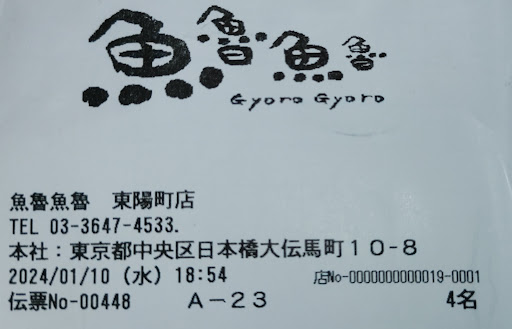 魚魯魚魯
Gyoro Gyoro
魚魯魚魯 東陽町店
TEL 03-3647-4533.
本社：東京都中央区日本橋大伝馬町１０-８
2024/01/10 (水) 18:54 店No-0000000000019-0001
伝票No-00448 Ａ－２３ 4名